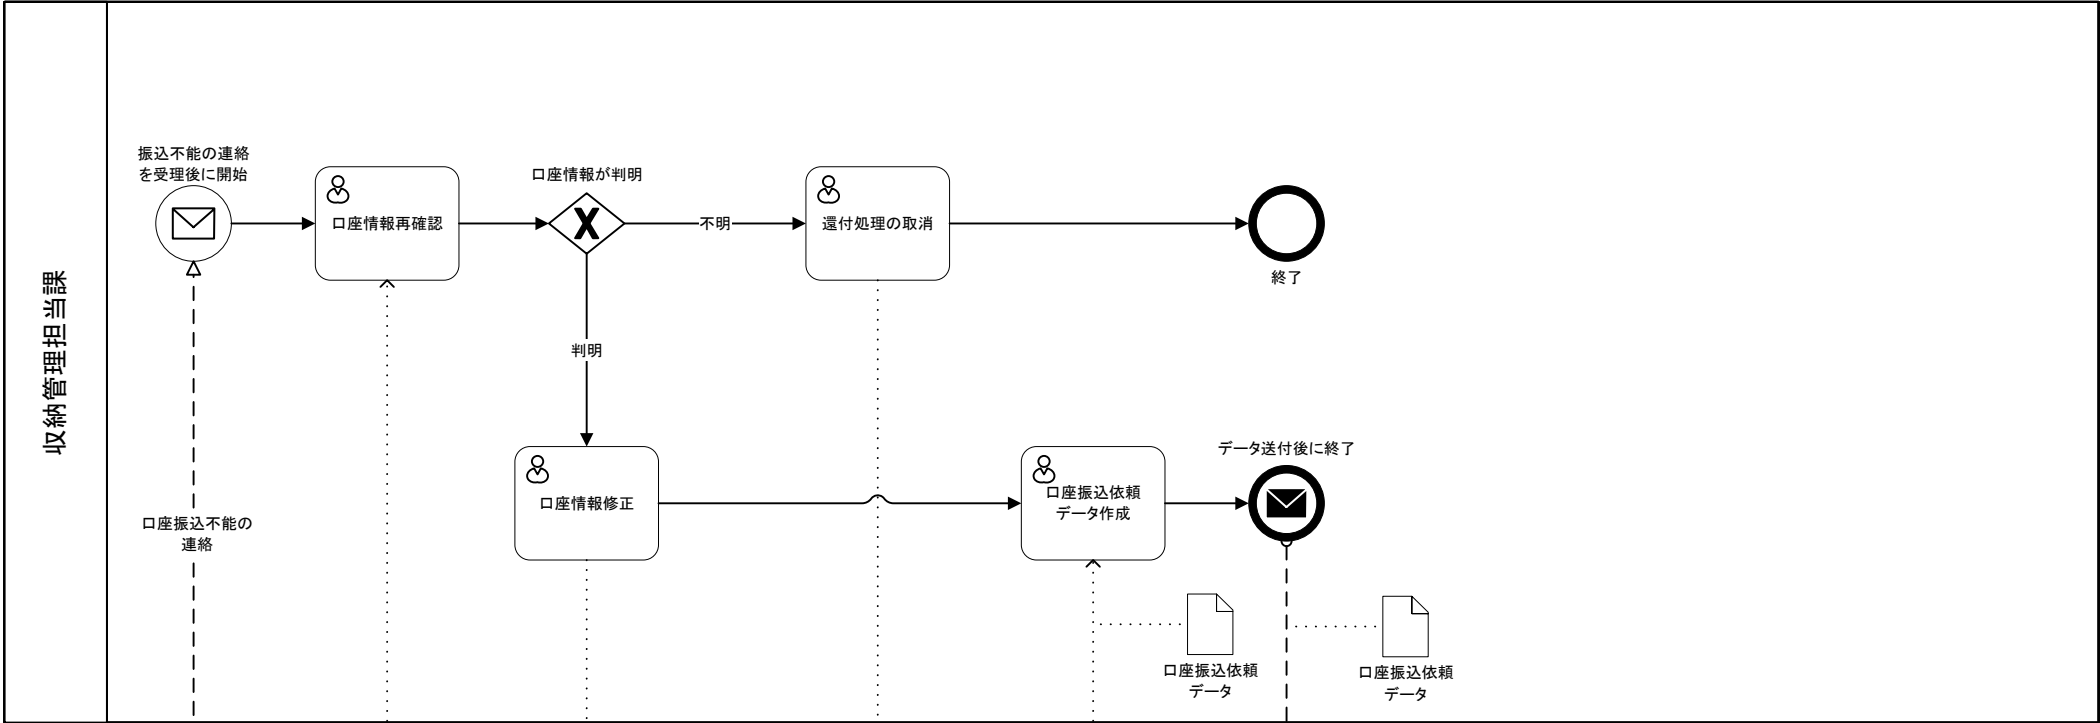 収納管理担当課
振込不能の連絡
を受理後に開始
口座情報再確認
口座情報が判明
不明
還付処理の取消
終了
判明
口座情報修正
口座振込依頼
データ作成
データ送付後に終了
口座振込不能の
連絡
口座振込依頼
データ
口座振込依頼
データ